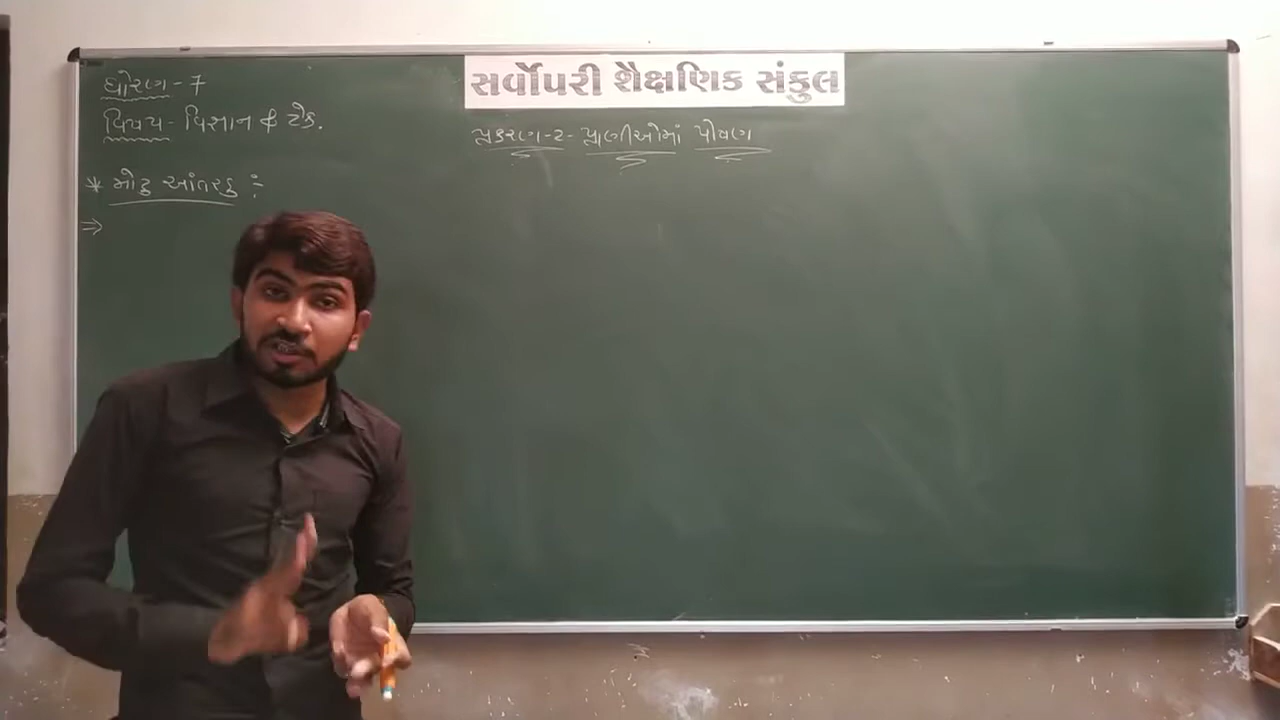 સર્વોપરી શૈક્ષણિક સંકુલ
ધોરણ - 7
વિષય - વિજ્ઞાન & ટેક.
પ્રકરણ - 2 - પ્રાણીઓમાં પોષણ
* મોટુ આંતરડુ :-
⇒